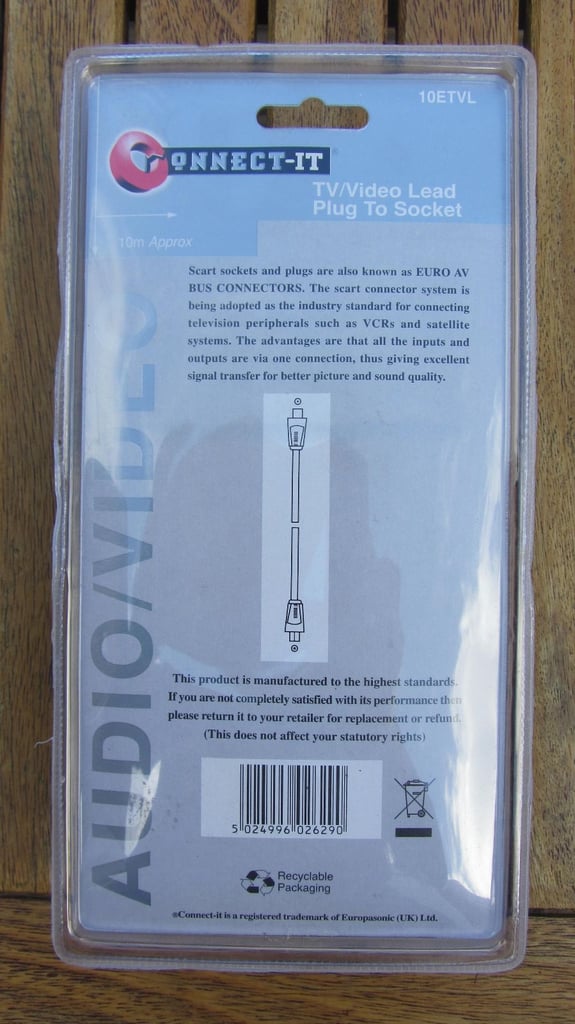 10ETVL
CONNECT-IT
TV/Video Lead
Plug To Socket
10m Approx
Scart sockets and plugs are also known as EURO AV
BUS CONNECTORS. The scart connector system is
being adopted as the industry standard for connecting
television peripherals such as VCRs and satellite
systems. The advantages are that all the inputs and
outputs are via one connection, thus giving excellent
signal transfer for better picture and sound quality.
AUDIO/VIDEO
This product is manufactured to the highest standards.
If you are not completely satisfied with its performance then
please return it to your retailer for replacement or refund.
(This does not affect your statutory rights)
5 024996 026290
Recyclable
Packaging
®Connect-it is a registered trademark of Europasonic (UK) Ltd.